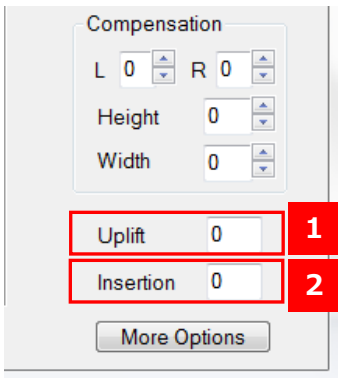 Compensation
L 0 R 0
Height 0
Width 0
Uplift 0 1
Insertion 0 2
More Options